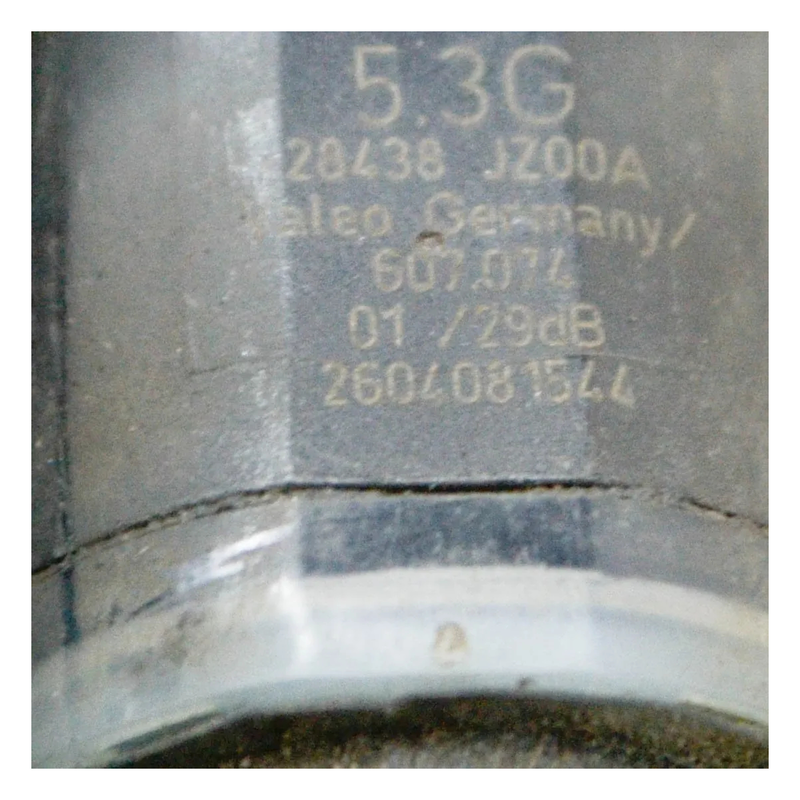 5.3G
28438 JZ00A
Valeo Germany/
607.074
01 /29dB
2604081544